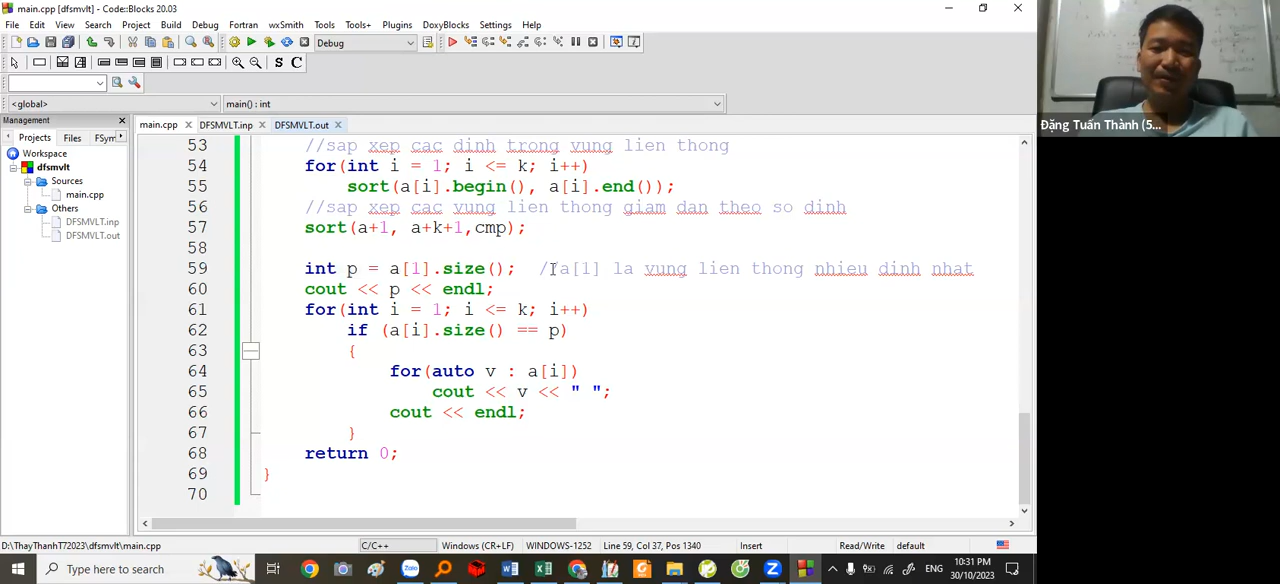 main.cpp [dfsmvlt] - Code::Blocks 20.03
File Edit View Search Project Build Debug Fortran wxSmith Tools Tools+ Plugins DoxyBlocks Settings Help
Debug
S C
<global> main() : int
Management
Projects Files FSym
Workspace
dfsmvlt
Sources
main.cpp
Others
DFSMVLT.inp
DFSMVLT.out
main.cpp DFSMVLT.inp DFSMVLT.out
53 //sap xep cac dinh trong vung lien thong
54 for(int i = 1; i <= k; i++)
55 sort(a[i].begin(), a[i].end());
56 //sap xep cac vung lien thong giam dan theo so dinh
57 sort(a+1, a+k+1,cmp);
58
59 int p = a[1].size(); //a[1] la vung lien thong nhieu dinh nhat
60 cout << p << endl;
61 for(int i = 1; i <= k; i++)
62 if (a[i].size() == p)
63 {
64 for(auto v : a[i])
65 cout << v << " ";
66 cout << endl;
67 }
68 return 0;
69 }
70
Đặng Tuấn Thành (5...
D:\ThayThanhT72023\dfsmvlt\main.cpp C/C++ Windows (CR+LF) WINDOWS-1252 Line 59, Col 37, Pos 1340 Insert Read/Write default
Type here to search
Zalo
ENG
10:31 PM
30/10/2023